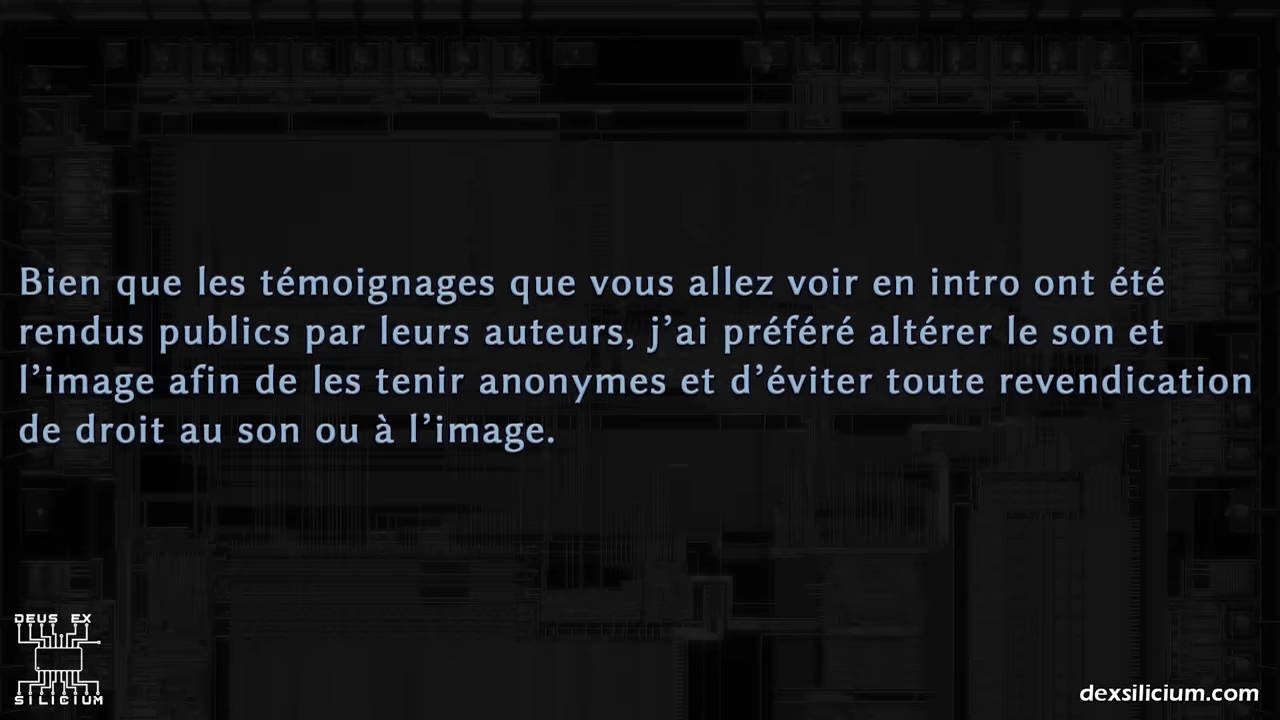 Bien que les témoignages que vous allez voir en intro ont été
rendus publics par leurs auteurs, j’ai préféré altérer le son et
l’image afin de les tenir anonymes et d’éviter toute revendication
de droit au son ou à l’image.
DEUS EX
SILICIUM
dexsilicium.com